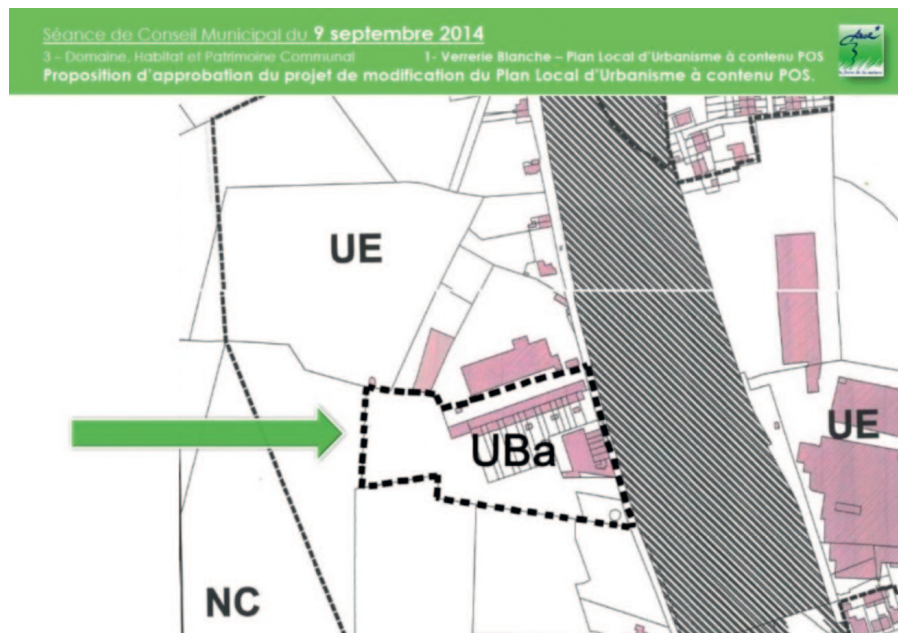 Séance de Conseil Municipal du 9 septembre 2014
3 – Domaine, Habitat et Patrimoine Communal 1- Verrerie Blanche – Plan Local d'Urbanisme à contenu POS
Proposition d'approbation du projet de modification du Plan Local d'Urbanisme à contenu POS.
UE
UBa
UE
NC